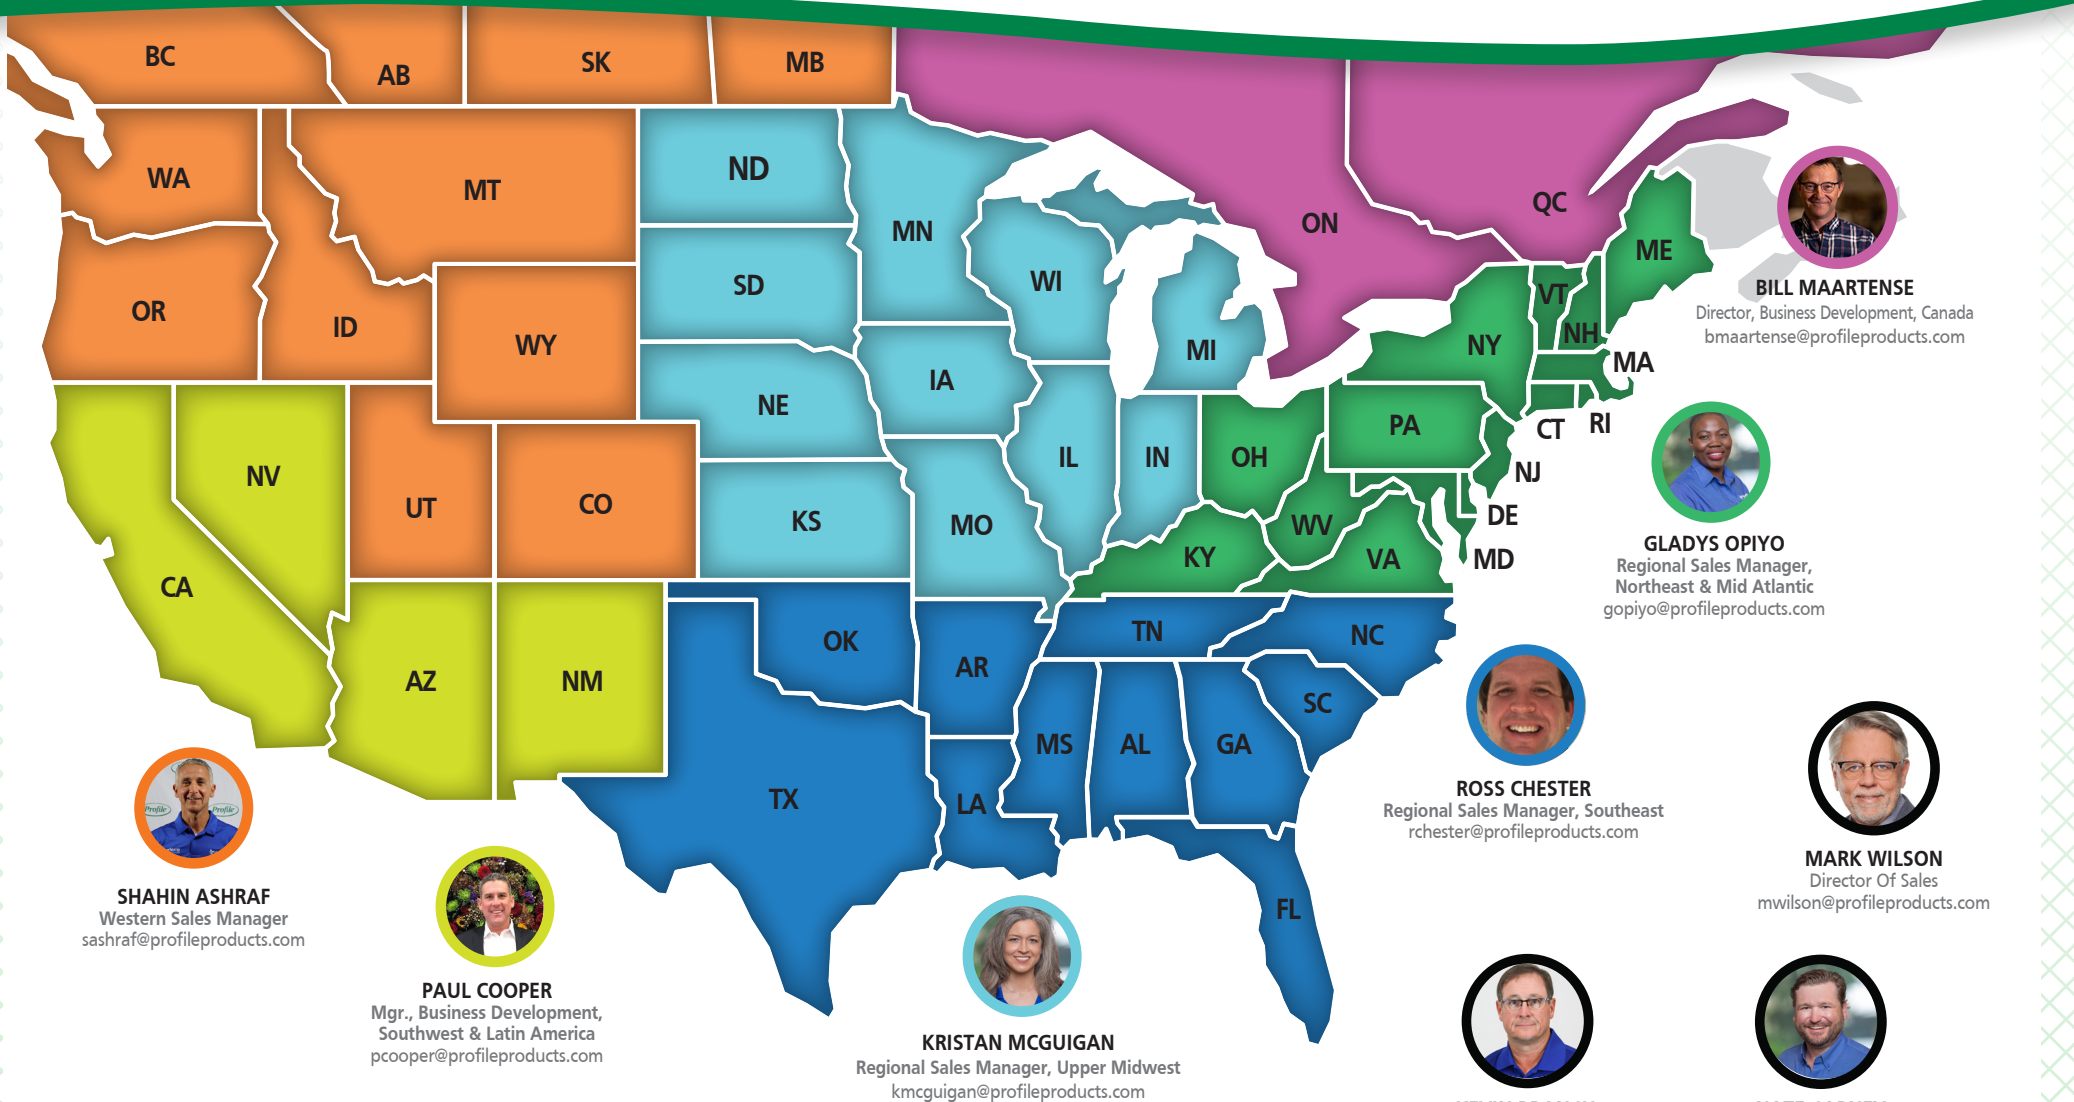 BC
AB
SK
MB
WA
MT
ND
MN
ON
QC
ME
OR
ID
WY
SD
WI
MI
NY
VT
NH
MA
NE
IA
PA
CT
RI
NV
UT
CO
KS
MO
IL
IN
OH
WV
KY
VA
NJ
DE
MD
CA
AZ
NM
OK
AR
TN
NC
SC
TX
LA
MS
AL
GA
FL
BILL MAARTENSE
Director, Business Development, Canada
bmaartense@profileproducts.com
GLADYS OPIYO
Regional Sales Manager,
Northeast & Mid Atlantic
gopiyo@profileproducts.com
ROSS CHESTER
Regional Sales Manager, Southeast
rchester@profileproducts.com
MARK WILSON
Director Of Sales
mwilson@profileproducts.com
Profile
Profile
SHAHIN ASHRAF
Western Sales Manager
sashraf@profileproducts.com
PAUL COOPER
Mgr., Business Development,
Southwest & Latin America
pcooper@profileproducts.com
KRISTAN MCGUIGAN
Regional Sales Manager, Upper Midwest
kmcguigan@profileproducts.com